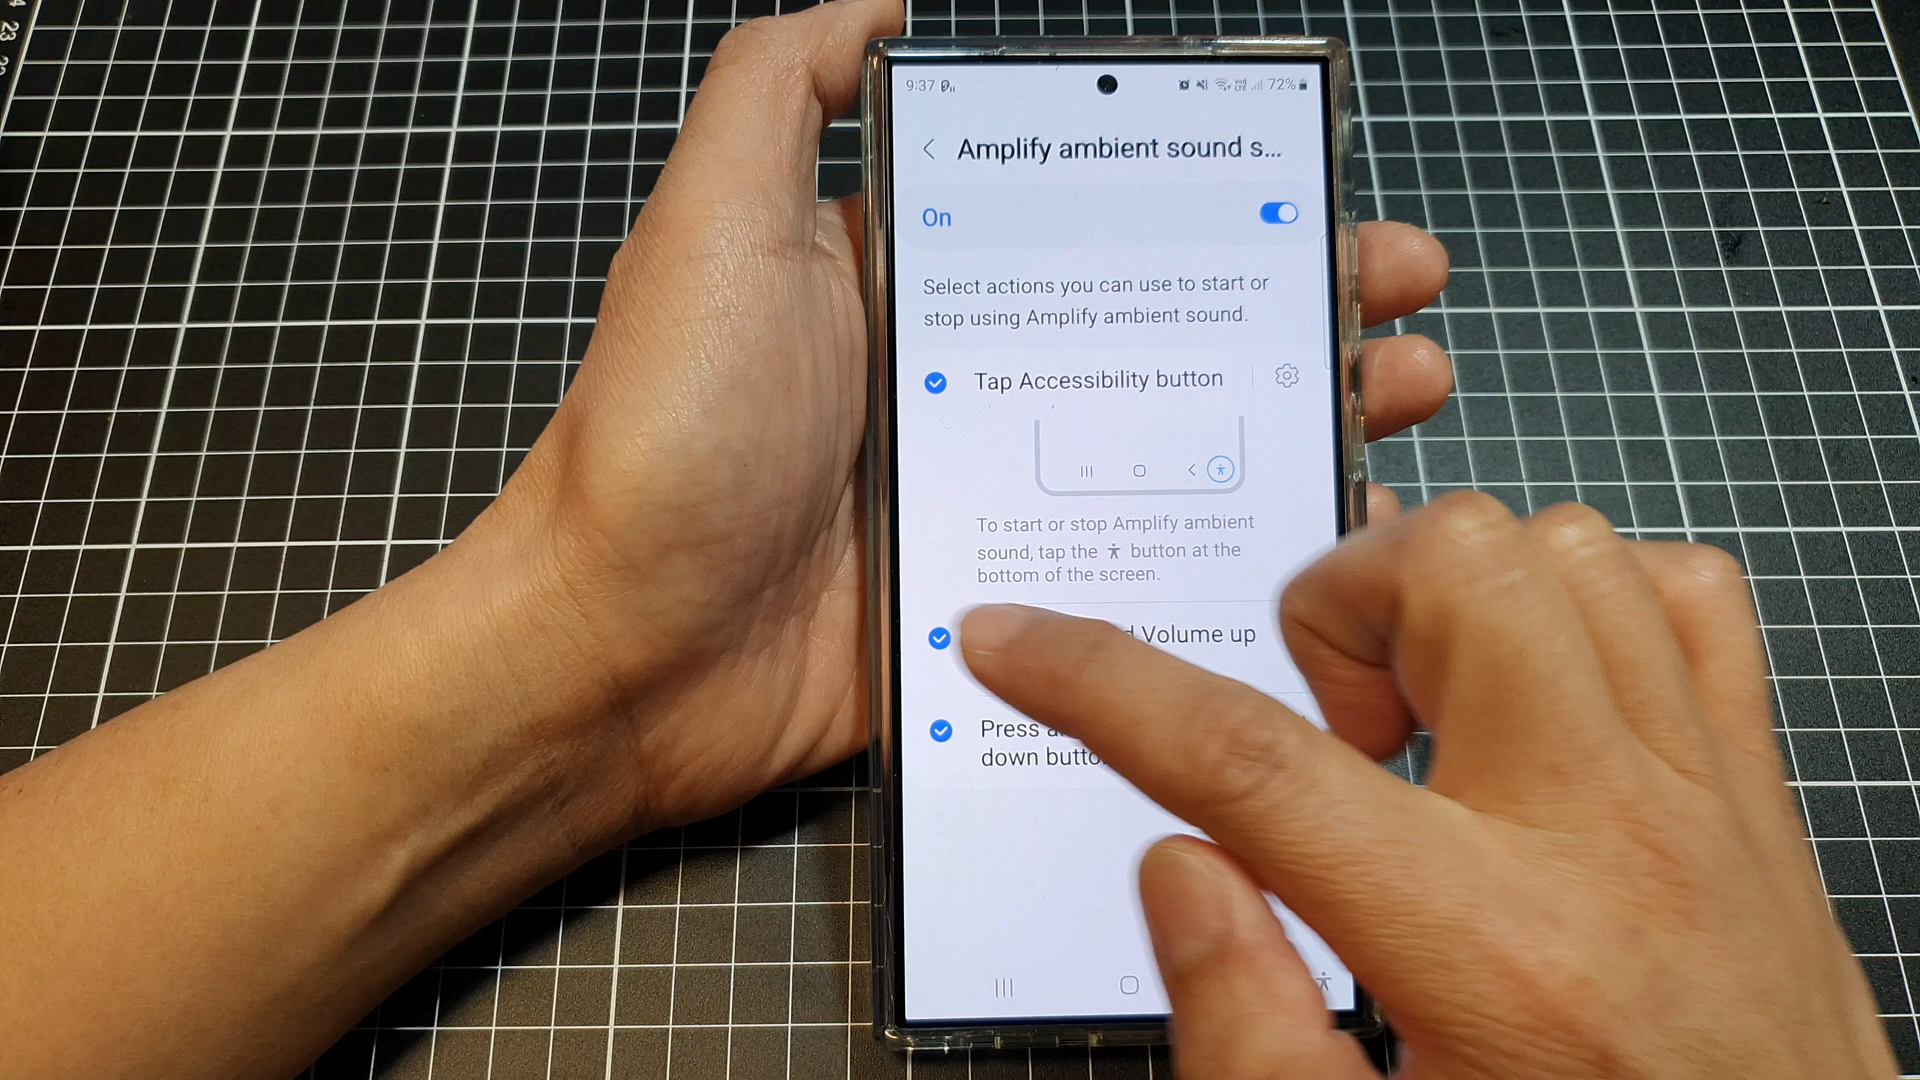 9:37
72%
Amplify ambient sound s...
On
Select actions you can use to start or
stop using Amplify ambient sound.
Tap Accessibility button
To start or stop Amplify ambient
sound, tap the button at the
bottom of the screen.
Volume up
Press
down
23